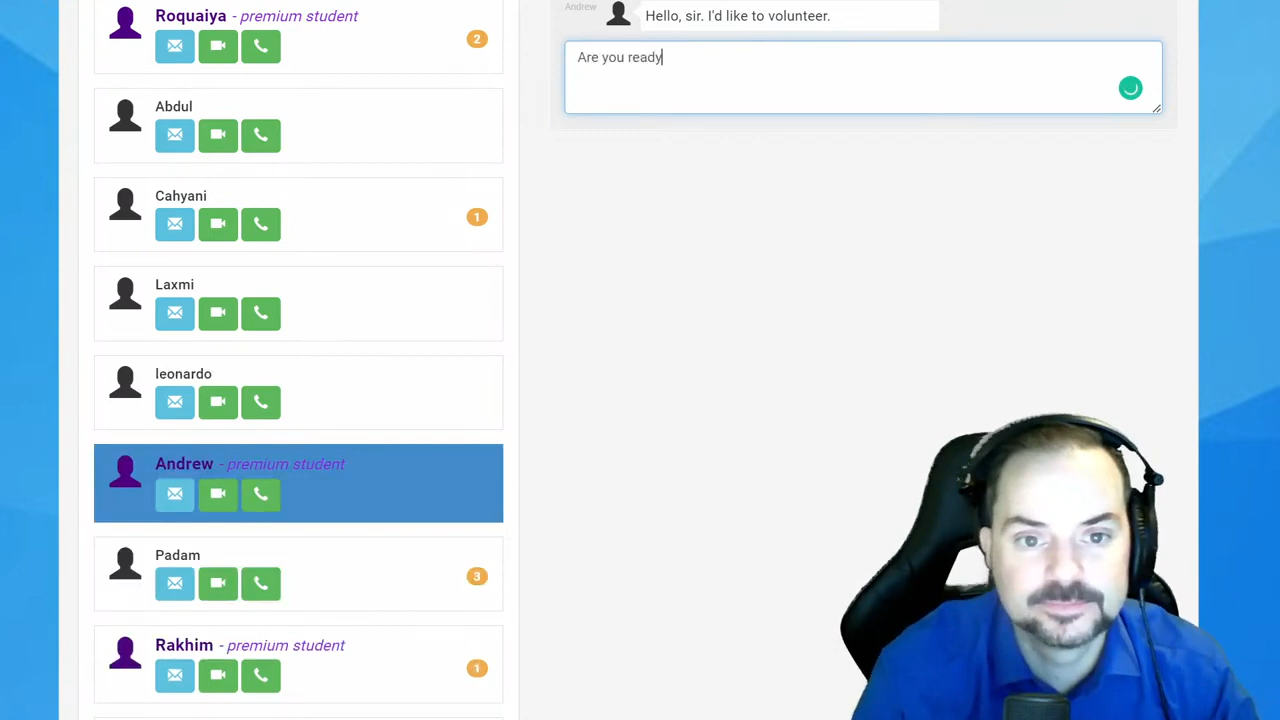 Roquaiya - premium student
2
Abdul
Cahyani
1
Laxmi
leonardo
Andrew - premium student
Padam
3
Rakhim - premium student
1
Andrew
Hello, sir. I'd like to volunteer.
Are you ready